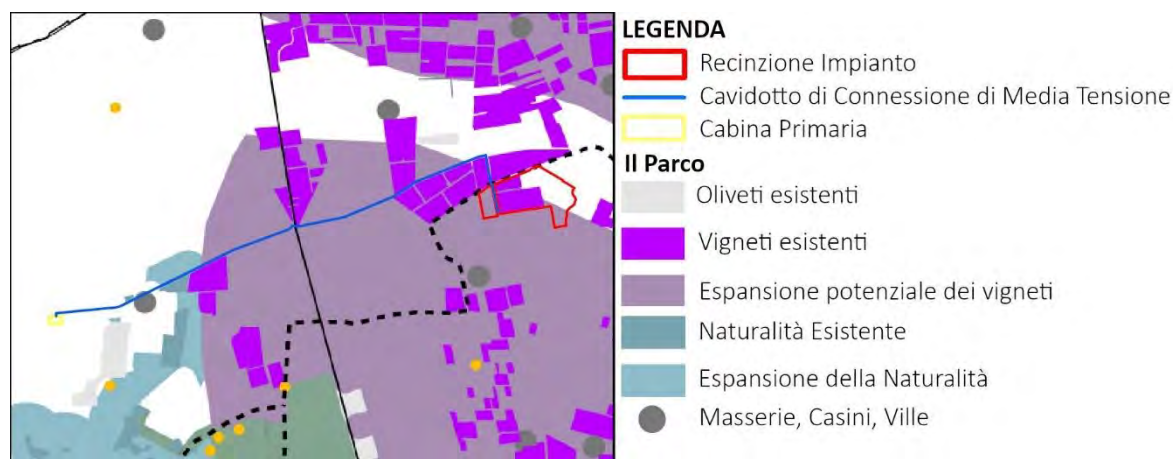 LEGENDA
Recinzione Impianto
Cavidotto di Connessione di Media Tensione
Cabina Primaria
Il Parco
Oliveti esistenti
Vigneti esistenti
Espansione potenziale dei vigneti
Naturalità Esistente
Espansione della Naturalità
Masserie, Casini, Ville